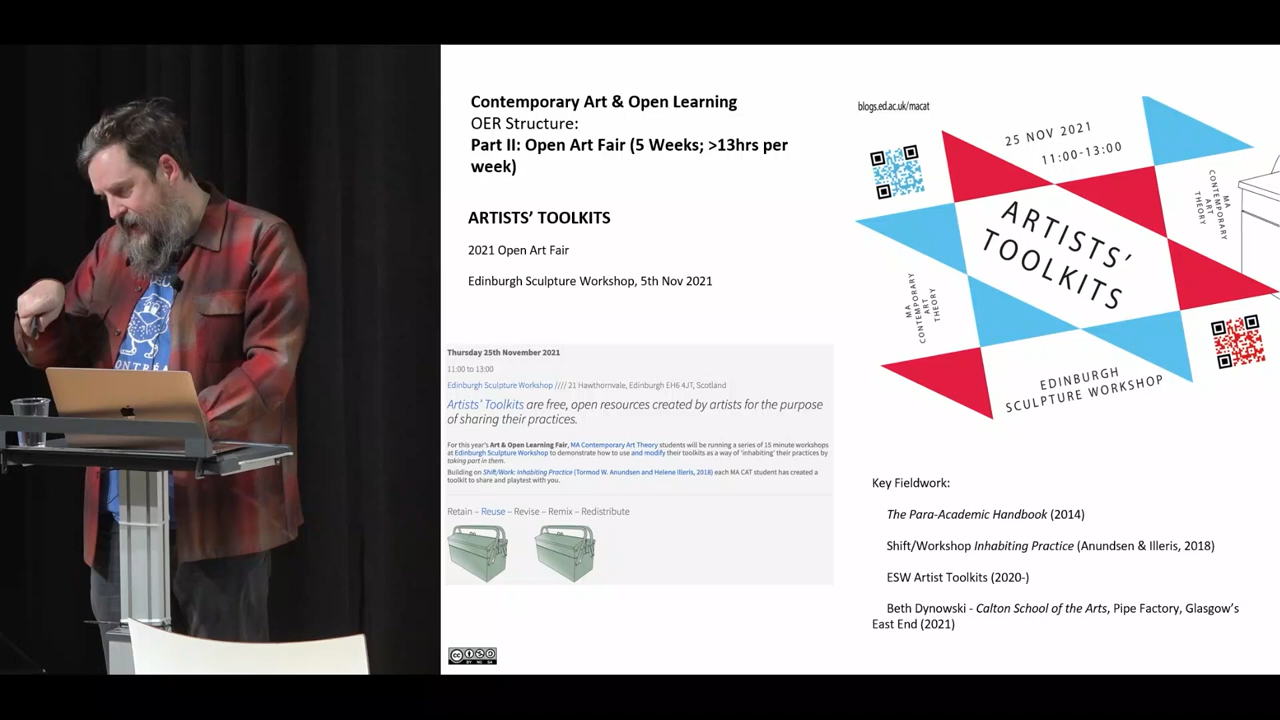 Contemporary Art & Open Learning
OER Structure:
Part II: Open Art Fair (5 Weeks; >13hrs per
week)
ARTISTS' TOOLKITS
2021 Open Art Fair
Edinburgh Sculpture Workshop, 5th Nov 2021
Thursday 25th November 2021
11:00 to 13:00
Edinburgh Sculpture Workshop //// 21 Hawthornvale, Edinburgh EH6 4JT, Scotland
Artists' Toolkits are free, open resources created by artists for the purpose
of sharing their practices.
For this year's Art & Open Learning Fair, MA Contemporary Art Theory students will be running a series of 15 minute workshops
at Edinburgh Sculpture Workshop to demonstrate how to use and modify their toolkits as a way of 'inhabiting' their practices by
taking part in them.
Building on Shift/Work: Inhabiting Practice (Tormod W. Anundsen and Helene Illeris, 2018) each MA CAT student has created a
toolkit to share and playtest with you.
Retain – Reuse – Revise – Remix – Redistribute
CC BY NC SA
blogs.ed.ac.uk/macat
25 NOV 2021
11:00-13:00
MA
CONTEMPORARY
ART
THEORY
ARTISTS'
TOOLKITS
MA
CONTEMPORARY
ART
THEORY
EDINBURGH
SCULPTURE WORKSHOP
Key Fieldwork:
The Para-Academic Handbook (2014)
Shift/Workshop Inhabiting Practice (Anundsen & Illeris, 2018)
ESW Artist Toolkits (2020-)
Beth Dynowski - Calton School of the Arts, Pipe Factory, Glasgow's
East End (2021)